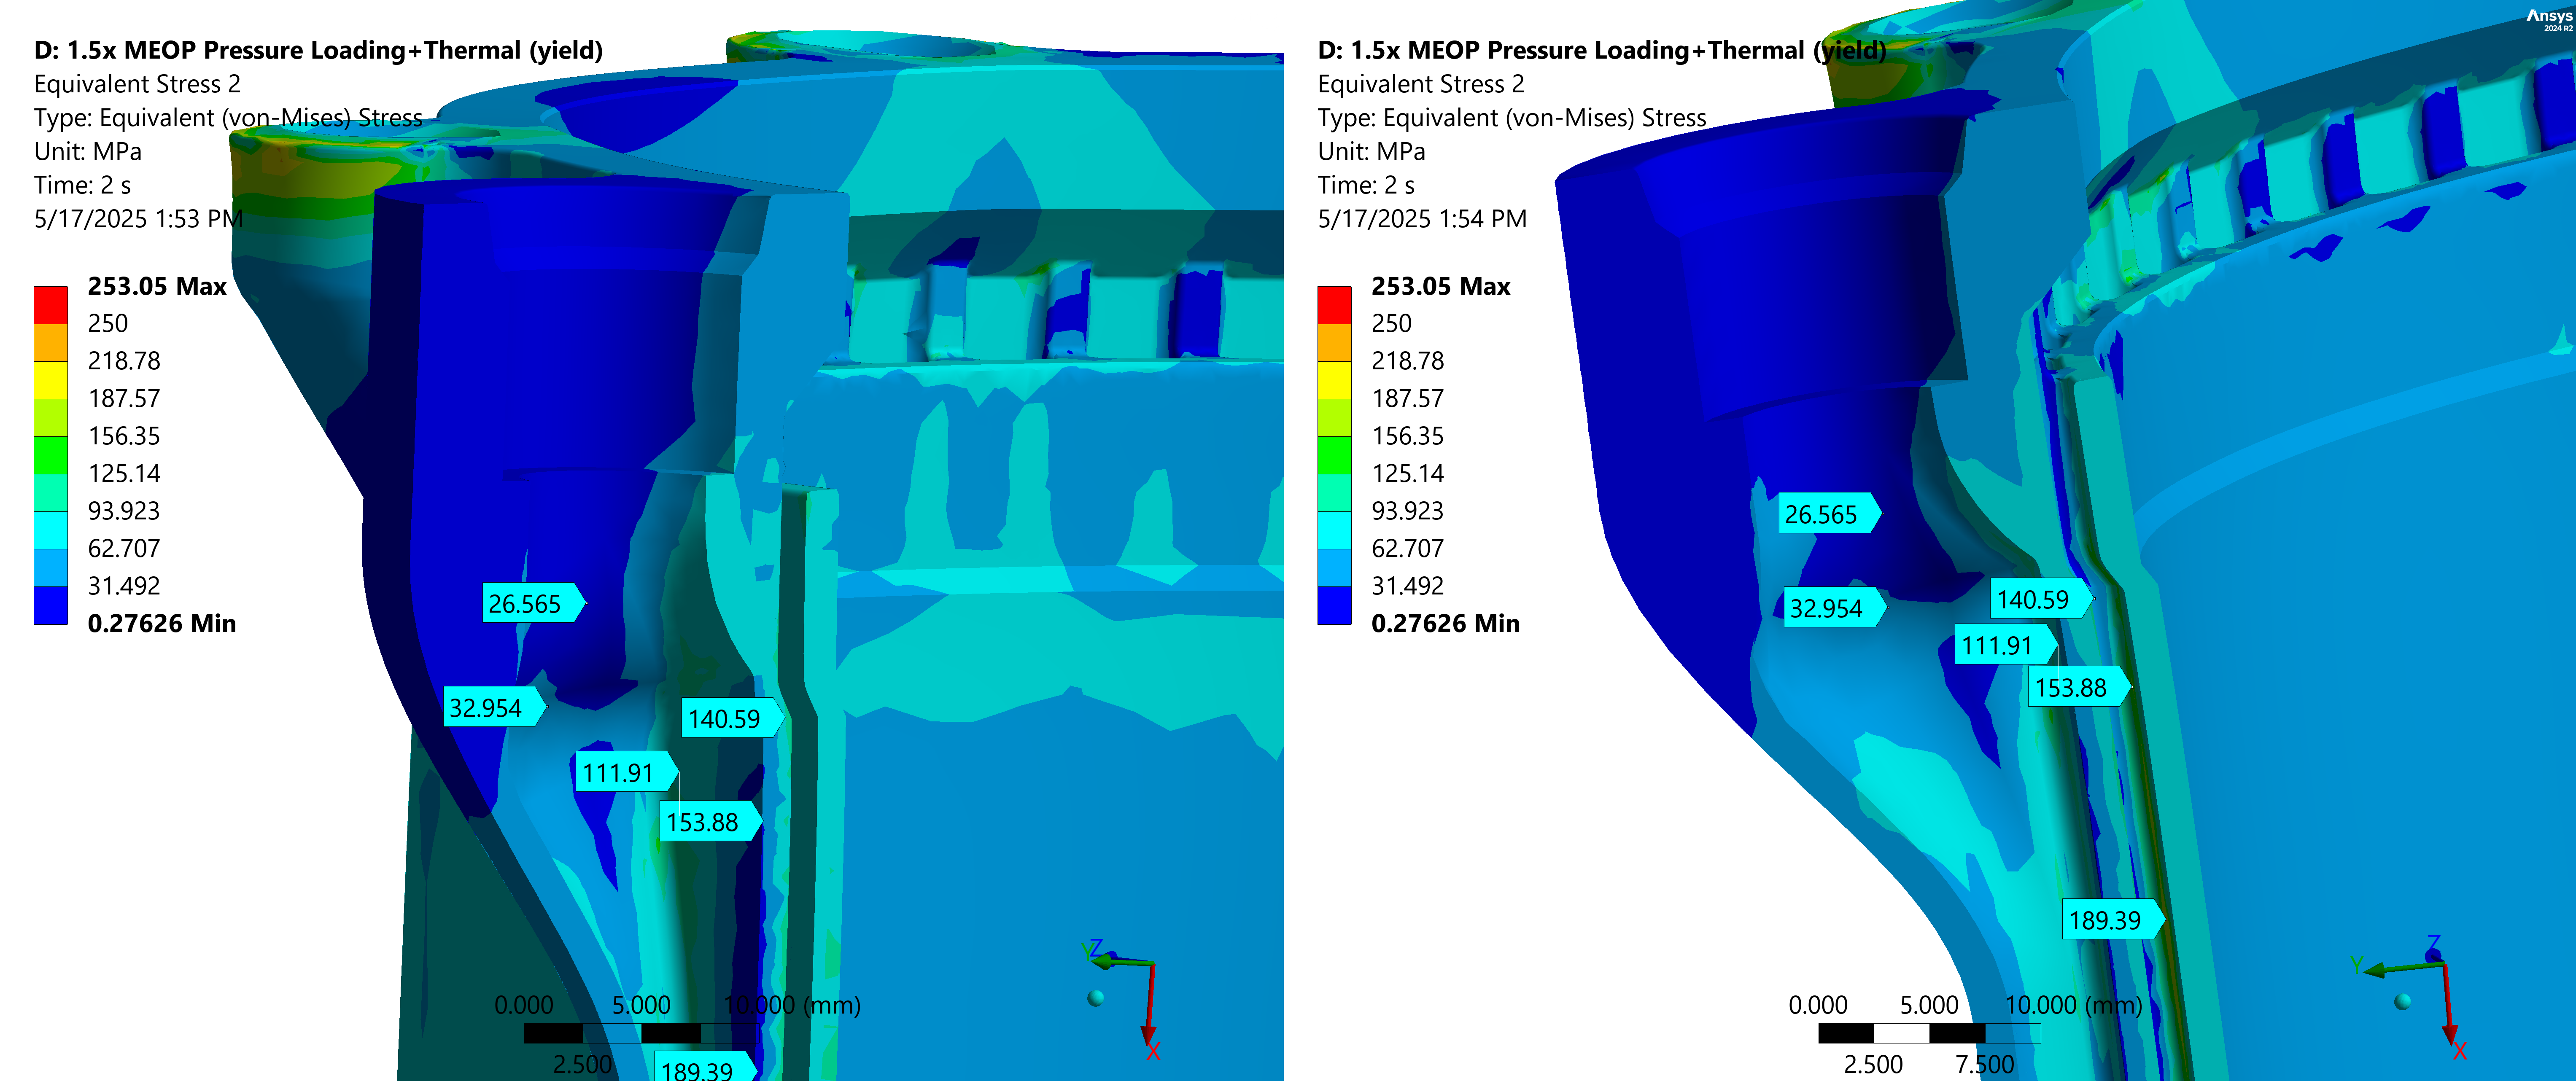 D: 1.5x MEOP Pressure Loading+Thermal (yield)
Equivalent Stress 2
Type: Equivalent (von-Mises) Stress
Unit: MPa
Time: 2 s
5/17/2025 1:53 PM
253.05 Max
250
218.78
187.57
156.35
125.14
93.923
62.707
31.492
0.27626 Min
26.565
32.954
140.59
111.91
153.88
189.39
0.000 5.000 10.000 (mm)
2.500
Z
Y
X
Ansys
2024 R2
D: 1.5x MEOP Pressure Loading+Thermal (yield)
Equivalent Stress 2
Type: Equivalent (von-Mises) Stress
Unit: MPa
Time: 2 s
5/17/2025 1:54 PM
253.05 Max
250
218.78
187.57
156.35
125.14
93.923
62.707
31.492
0.27626 Min
26.565
32.954
140.59
111.91
153.88
189.39
0.000 5.000 10.000 (mm)
2.500 7.500
Z
Y
X